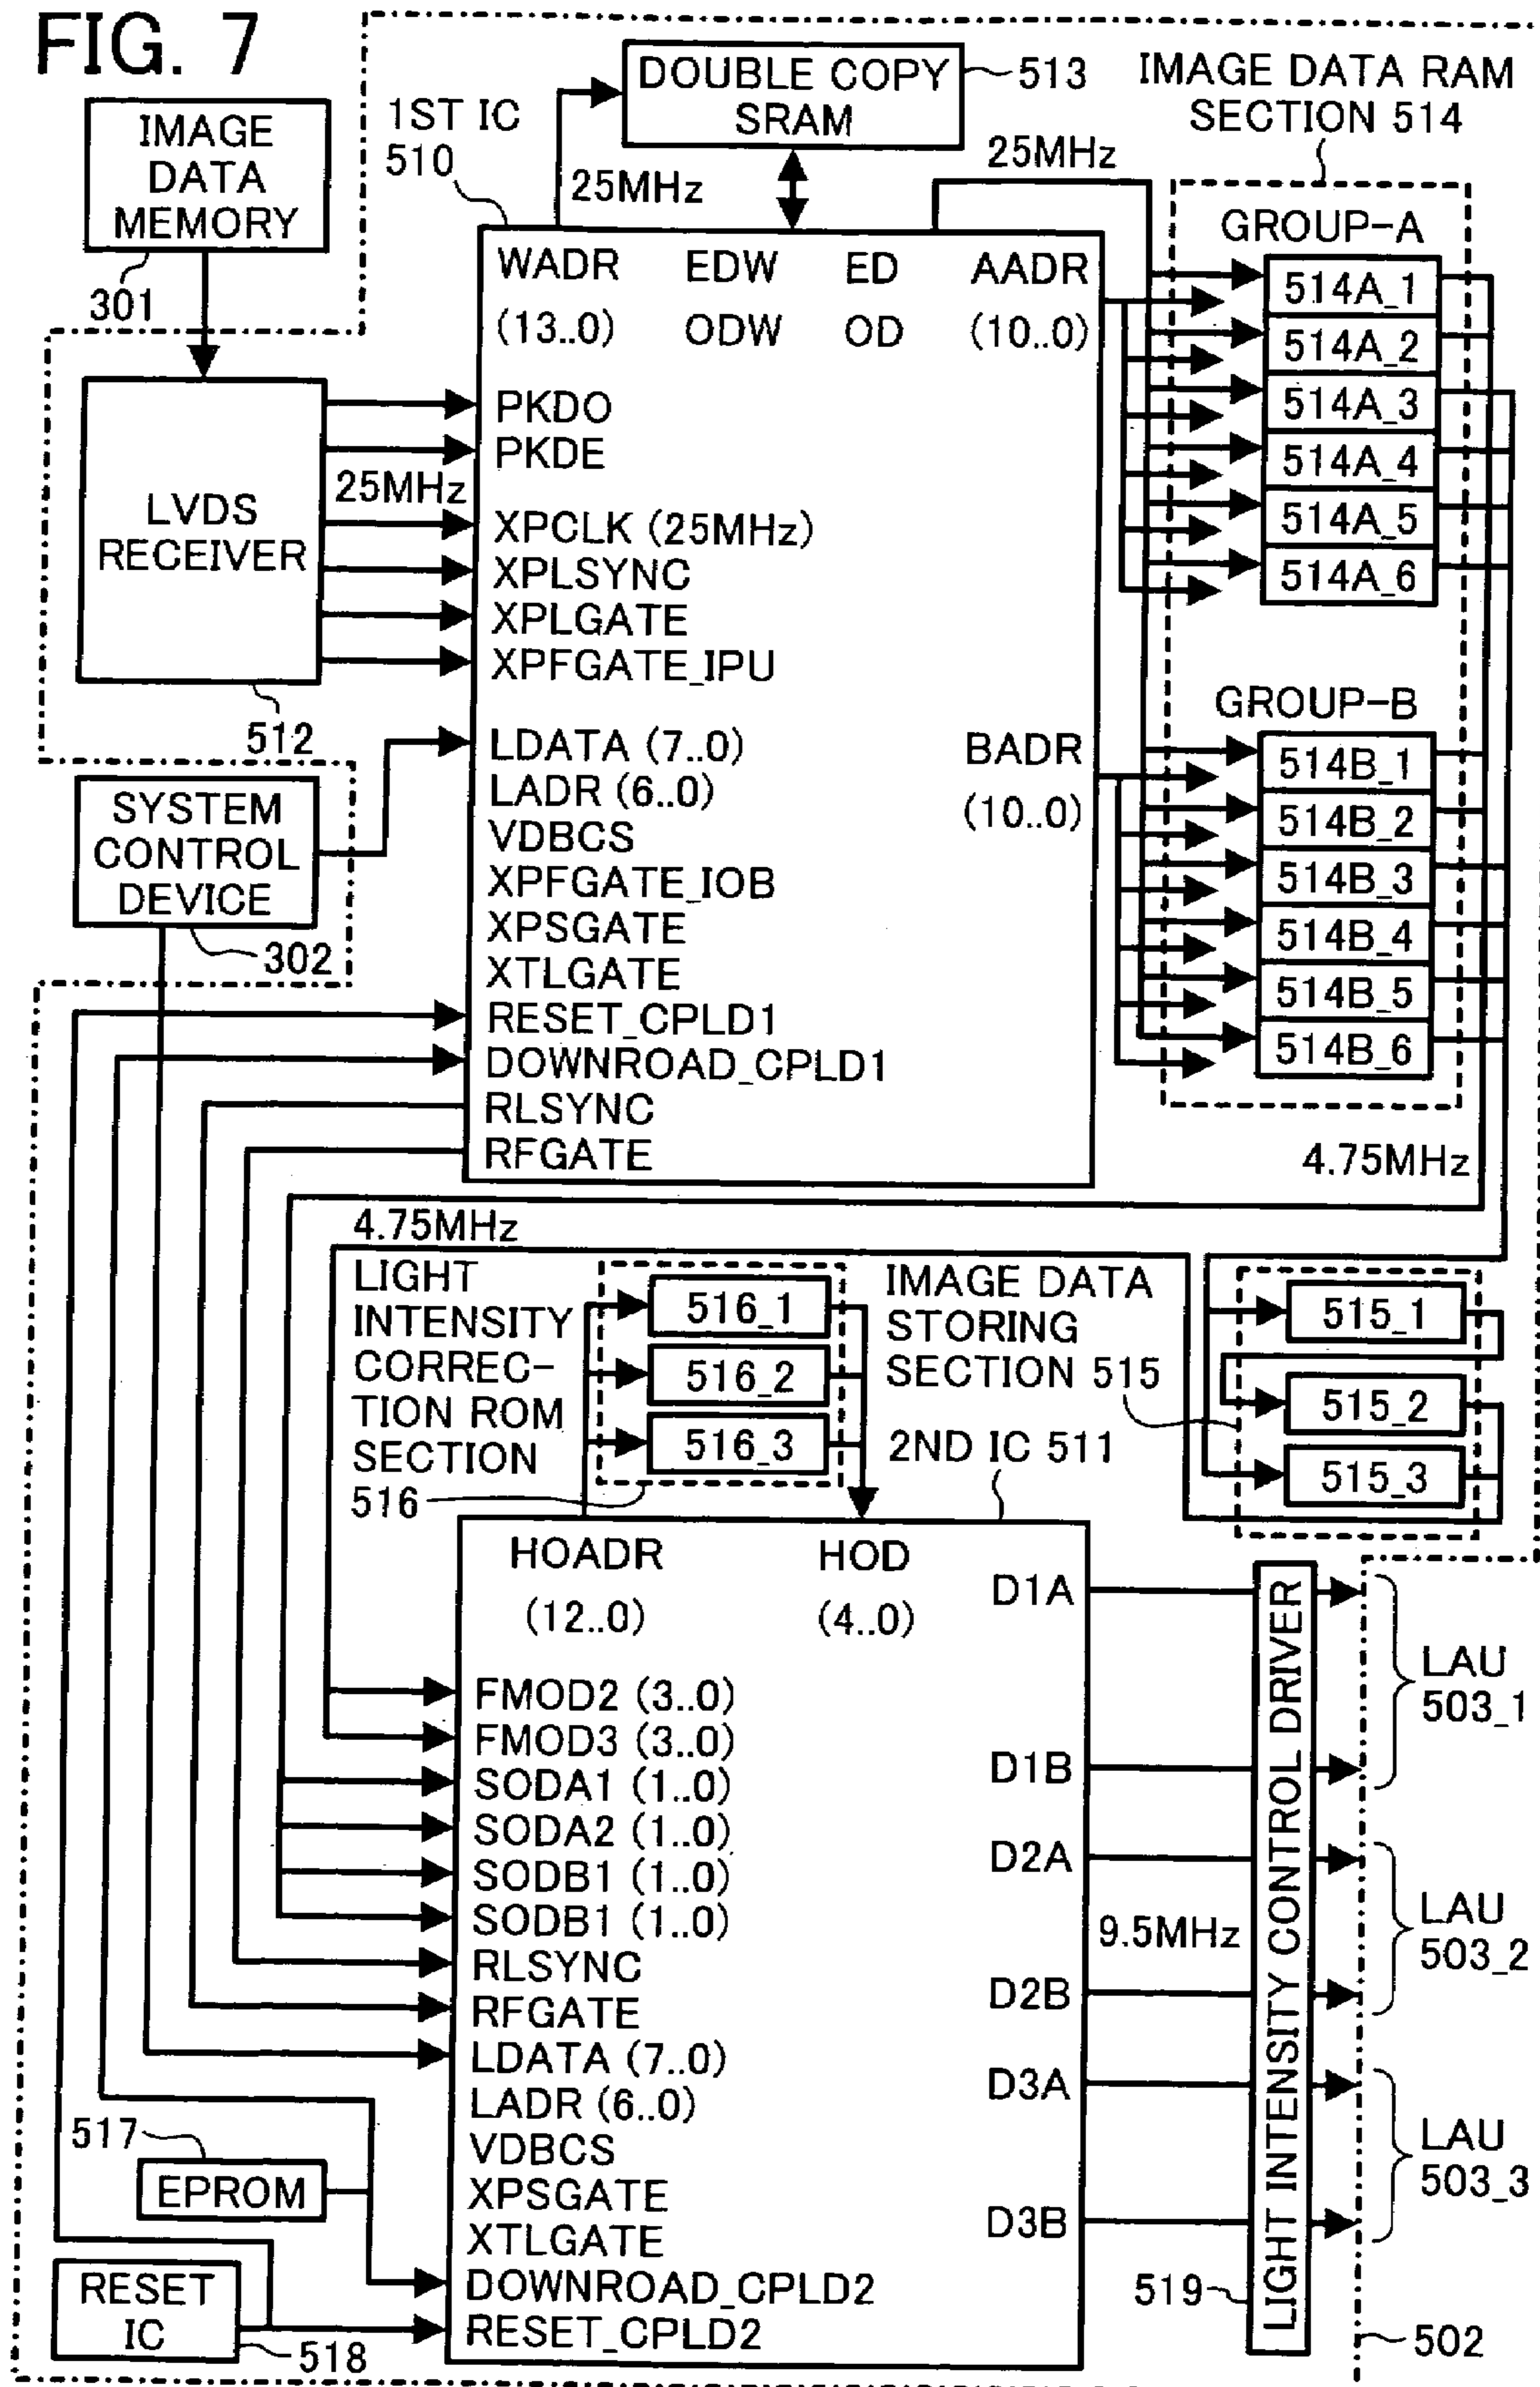 FIG. 7
IMAGE
DATA
MEMORY
301
1ST IC
510
DOUBLE COPY
SRAM
513
IMAGE DATA RAM
SECTION 514
25MHz
25MHz
WADR
(13..0)
EDW
ODW
ED
OD
AADR
(10..0)
GROUP-A
514A_1
514A_2
514A_3
514A_4
514A_5
514A_6
LVDS
RECEIVER
512
25MHz
PKDO
PKDE
XPCLK (25MHz)
XPLSYNC
XPLGATE
XPFGATE_IPU
LDATA (7..0)
LADR (6..0)
VDBCS
XPFGATE_IOB
XPSGATE
XTLGATE
RESET_CPLD1
DOWNROAD_CPLD1
RLSYNC
RFGATE
BADR
(10..0)
GROUP-B
514B_1
514B_2
514B_3
514B_4
514B_5
514B_6
SYSTEM
CONTROL
DEVICE
302
4.75MHz
4.75MHz
LIGHT
INTENSITY
CORREC-
TION ROM
SECTION
516
516_1
516_2
516_3
IMAGE DATA
STORING
SECTION 515
515_1
515_2
515_3
2ND IC 511
HOADR
(12..0)
HOD
(4..0)
FMOD2 (3..0)
FMOD3 (3..0)
SODA1 (1..0)
SODA2 (1..0)
SODB1 (1..0)
SODB1 (1..0)
RLSYNC
RFGATE
LDATA (7..0)
LADR (6..0)
VDBCS
XPSGATE
XTLGATE
DOWNROAD_CPLD2
RESET_CPLD2
D1A
D1B
D2A
9.5MHz
D2B
D3A
D3B
LIGHT INTENSITY CONTROL DRIVER
519
LAU
503_1
LAU
503_2
LAU
503_3
502
517
EPROM
RESET
IC
518